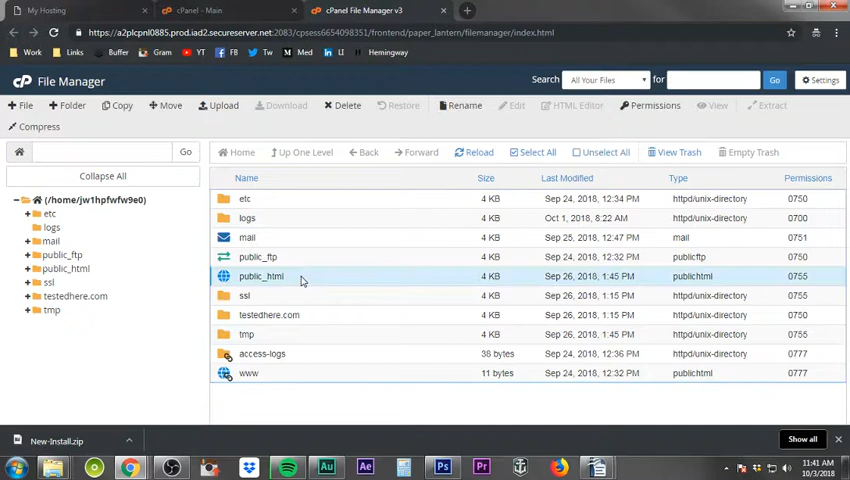 My Hosting
cPanel - Main
cPanel File Manager v3
https://a2plcpnl0885.prod.iad2.secureserver.net:2083/cpsess6654098351/frontend/paper_lantern/filemanager/index.html
Work Links Buffer Gram YT FB Tw Med LI Hemingway
cP File Manager
Search All Your Files for Go Settings
File Folder Copy Move Upload Download Delete Restore Rename Edit HTML Editor Permissions View Extract
Compress
Go
Collapse All
Home Up One Level Back Forward Reload Select All Unselect All View Trash Empty Trash
(/home/jw1hpfwfw9e0)
etc
logs
mail
public_ftp
public_html
ssl
testedhere.com
tmp
Name Size Last Modified Type Permissions
etc 4 KB Sep 24, 2018, 12:34 PM httpd/unix-directory 0750
logs 4 KB Oct 1, 2018, 8:22 AM httpd/unix-directory 0700
mail 4 KB Sep 25, 2018, 12:47 PM mail 0751
public_ftp 4 KB Sep 24, 2018, 12:32 PM publicftp 0750
public_html 4 KB Sep 26, 2018, 1:45 PM publichtml 0755
ssl 4 KB Sep 26, 2018, 1:15 PM httpd/unix-directory 0755
testedhere.com 4 KB Sep 26, 2018, 1:15 PM httpd/unix-directory 0750
tmp 4 KB Sep 26, 2018, 1:45 PM httpd/unix-directory 0755
access-logs 38 bytes Sep 24, 2018, 12:36 PM httpd/unix-directory 0777
www 11 bytes Sep 24, 2018, 12:32 PM publichtml 0777
New-Install.zip
Show all
Au Ae Ps Pr
11:41 AM
10/3/2018